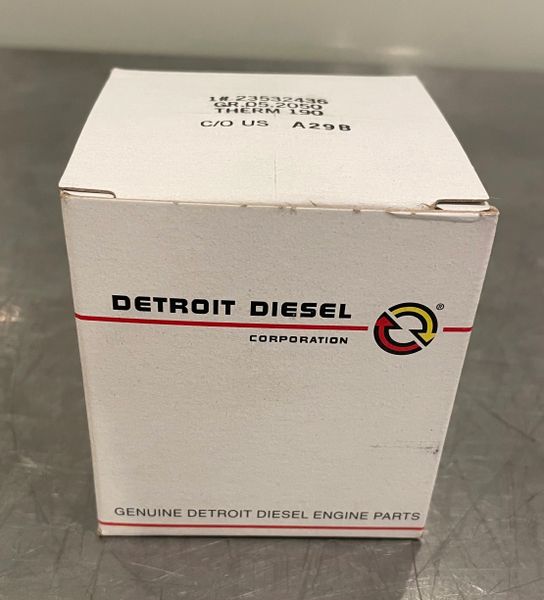 1#.23532436
GR.05.2050
THERM 190
C/O US A29B
DETROIT DIESEL
®
CORPORATION
GENUINE DETROIT DIESEL ENGINE PARTS